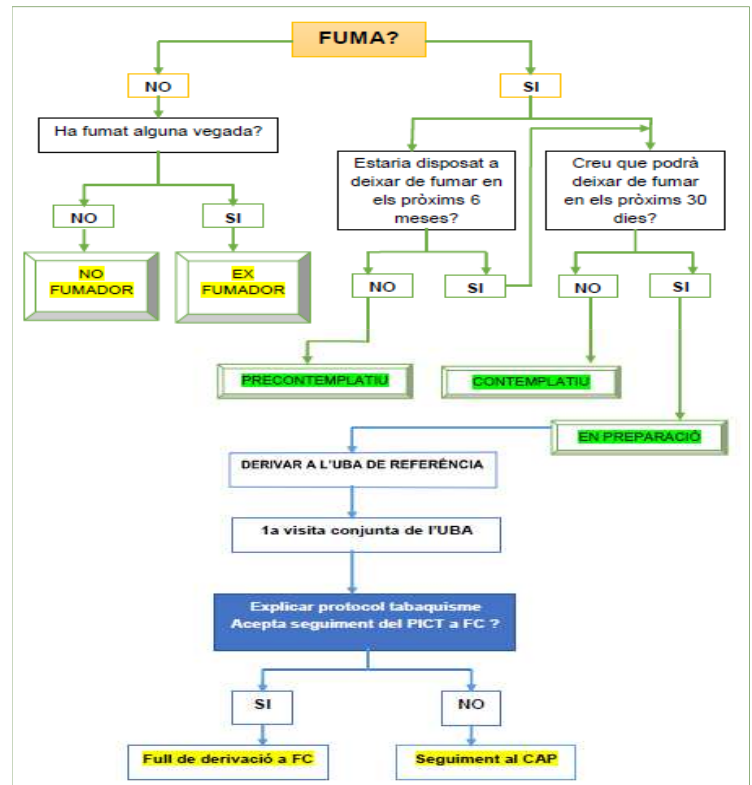 FUMA?
NO
SI
Ha fumat alguna vegada?
Estaria disposat a
deixar de fumar en
els pròxims 6
meses?
Creu que podrà
deixar de fumar
en els pròxims 30
dies?
NO
SI
NO
FUMADOR
EX
FUMADOR
NO
SI
NO
SI
PRECONTEMPLATIU
CONTEMPLATIU
EN PREPARACIÓ
DERIVAR A L'UBA DE REFERÈNCIA
1a visita conjunta de l'UBA
Explicar protocol tabaquisme
Acepta seguiment del PICT a FC ?
SI
NO
Full de derivació a FC
Seguiment al CAP